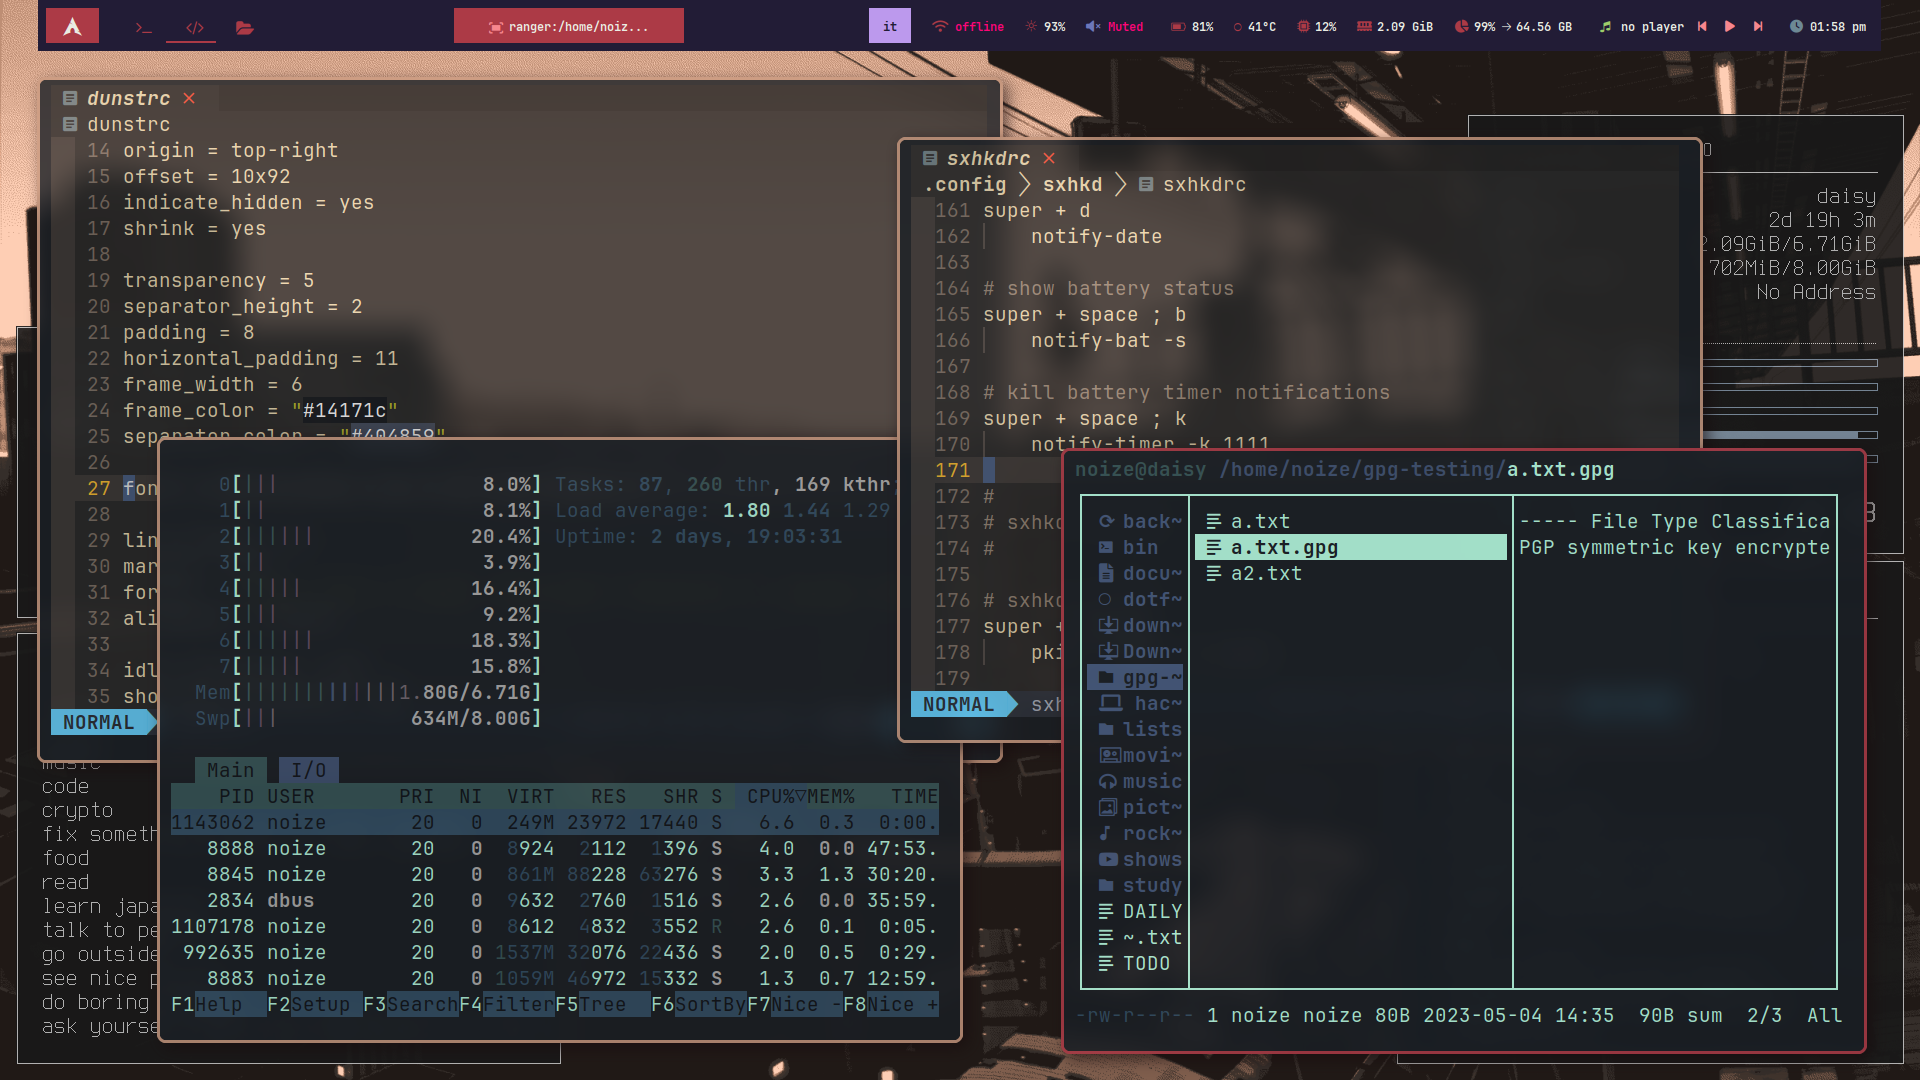 >_ </> ranger:/home/noiz... it offline 93% Muted 81% 41°C 12% 2.09 GiB 99% → 64.56 GB no player 01:58 pm
dunstrc ×
dunstrc
14 origin = top-right
15 offset = 10x92
16 indicate_hidden = yes
17 shrink = yes
18
19 transparency = 5
20 separator_height = 2
21 padding = 8
22 horizontal_padding = 11
23 frame_width = 6
24 frame_color = "#14171c"
25 separator_color = "#404859"
26
27 fon
28
29 lin
30 mar
31 for
32 ali
33
34 idl
35 sho
NORMAL
sxhkdrc ×
.config > sxhkd > sxhkdrc
161 super + d
162 notify-date
163
164 # show battery status
165 super + space ; b
166 notify-bat -s
167
168 # kill battery timer notifications
169 super + space ; k
170 notify-timer -k 1111
171
172 #
173 # sxhkd
174 #
175
176 # sxhkd
177 super +
178 pki
179
NORMAL sxh
daisy
2d 19h 3m
2.09GiB/6.71GiB
702MiB/8.00GiB
No Address
0[||| 8.0%] Tasks: 87, 260 thr, 169 kthr;
1[|| 8.1%] Load average: 1.80 1.44 1.29
2[|||||| 20.4%] Uptime: 2 days, 19:03:31
3[|| 3.9%]
4[||||| 16.4%]
5[||| 9.2%]
6[|||||| 18.3%]
7[||||| 15.8%]
Mem[|||||||||||||1.80G/6.71G]
Swp[||| 634M/8.00G]
Main I/O
PID USER PRI NI VIRT RES SHR S CPU%▽MEM% TIME
1143062 noize 20 0 249M 23972 17440 S 6.6 0.3 0:00.
8888 noize 20 0 8924 2112 1396 S 4.0 0.0 47:53.
8845 noize 20 0 861M 88228 63276 S 3.3 1.3 30:20.
2834 dbus 20 0 9632 2760 1516 S 2.6 0.0 35:59.
1107178 noize 20 0 8612 4832 3552 R 2.6 0.1 0:05.
992635 noize 20 0 1537M 32076 22436 S 2.0 0.5 0:29.
8883 noize 20 0 1059M 46972 15332 S 1.3 0.7 12:59.
F1Help F2Setup F3SearchF4FilterF5Tree F6SortByF7Nice -F8Nice +
noize@daisy /home/noize/gpg-testing/a.txt.gpg
back~ a.txt ----- File Type Classifica
bin a.txt.gpg PGP symmetric key encrypte
docu~ a2.txt
dotf~
down~
Down~
gpg-~
hac~
lists
movi~
music
pict~
rock~
shows
study
DAILY
~.txt
TODO
-rw-r--r-- 1 noize noize 80B 2023-05-04 14:35 90B sum 2/3 All
music
code
crypto
fix someth
food
read
learn japa
talk to pe
go outside
see nice p
do boring
ask yourse